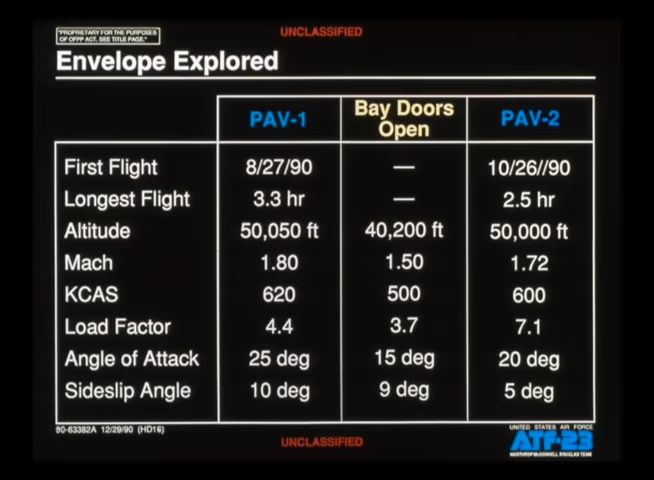 "PROPRIETARY FOR THE PURPOSES
OF OFPP ACT. SEE TITLE PAGE."
UNCLASSIFIED
Envelope Explored
PAV-1 Bay Doors Open PAV-2
First Flight 8/27/90 — 10/26//90
Longest Flight 3.3 hr — 2.5 hr
Altitude 50,050 ft 40,200 ft 50,000 ft
Mach 1.80 1.50 1.72
KCAS 620 500 600
Load Factor 4.4 3.7 7.1
Angle of Attack 25 deg 15 deg 20 deg
Sideslip Angle 10 deg 9 deg 5 deg
90-63382A 12/29/90 (HD16)
UNCLASSIFIED
UNITED STATES AIR FORCE
ATF-23
NORTHROP McDONNELL DOUGLAS TEAM